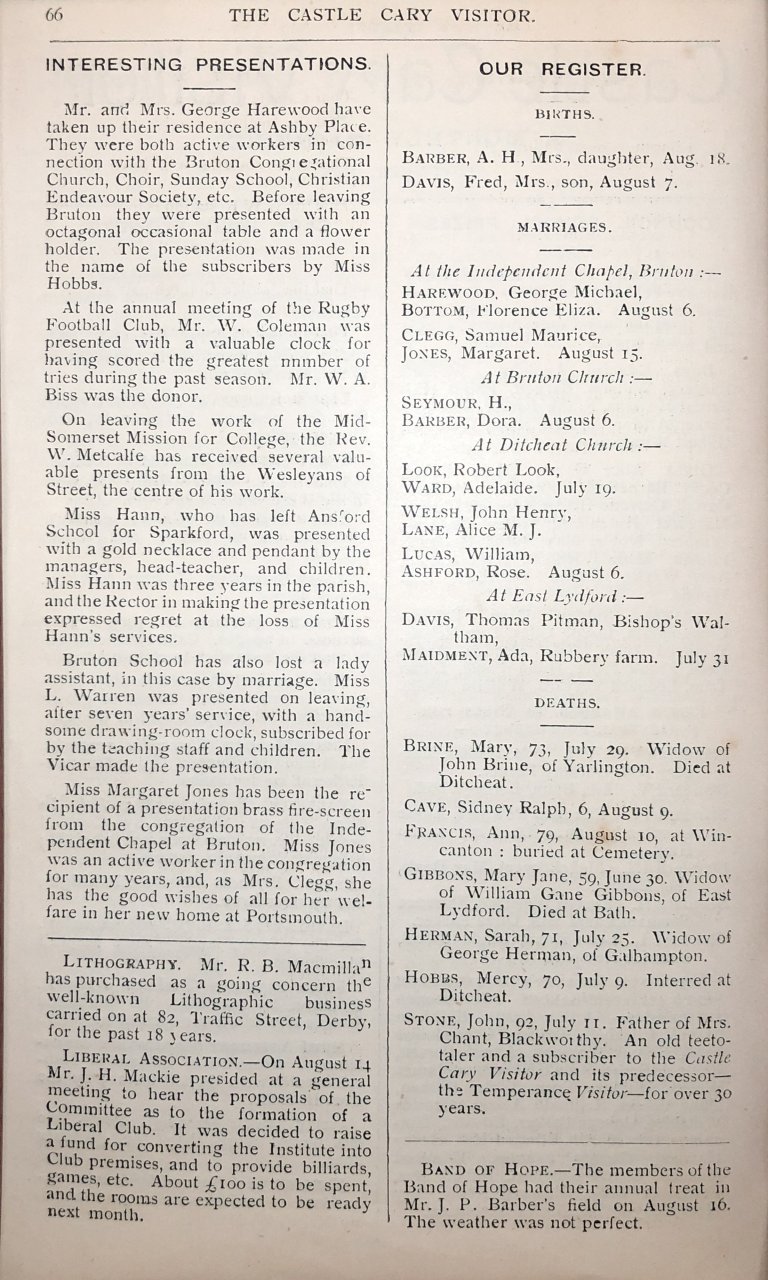 66 THE CASTLE CARY VISITOR.
INTERESTING PRESENTATIONS.
Mr. and Mrs. George Harewood have
taken up their residence at Ashby Place.
They were both active workers in con-
nection with the Bruton Congregational
Church, Choir, Sunday School, Christian
Endeavour Society, etc. Before leaving
Bruton they were presented with an
octagonal occasional table and a flower
holder. The presentation was made in
the name of the subscribers by Miss
Hobbs.
At the annual meeting of the Rugby
Football Club, Mr. W. Coleman was
presented with a valuable clock for
having scored the greatest nnmber of
tries during the past season. Mr. W. A.
Biss was the donor.
On leaving the work of the Mid-
Somerset Mission for College, the Rev.
W. Metcalfe has received several valu-
able presents from the Wesleyans of
Street, the centre of his work.
Miss Hann, who has left Ansford
School for Sparkford, was presented
with a gold necklace and pendant by the
managers, head-teacher, and children.
Miss Hann was three years in the parish,
and the Rector in making the presentation
expressed regret at the loss of Miss
Hann's services.
Bruton School has also lost a lady
assistant, in this case by marriage. Miss
L. Warren was presented on leaving,
after seven years' service, with a hand-
some drawing-room clock, subscribed for
by the teaching staff and children. The
Vicar made the presentation.
Miss Margaret Jones has been the re-
cipient of a presentation brass fire-screen
from the congregation of the Inde-
pendent Chapel at Bruton. Miss Jones
was an active worker in the congregation
for many years, and, as Mrs. Clegg, she
has the good wishes of all for her wel-
fare in her new home at Portsmouth.
LITHOGRAPHY. Mr. R. B. Macmillan
has purchased as a going concern the
well-known Lithographic business
carried on at 82, Traffic Street, Derby,
for the past 18 years.
LIBERAL ASSOCIATION.—On August 14
Mr. J. H. Mackie presided at a general
meeting to hear the proposals of the
Committee as to the formation of a
Liberal Club. It was decided to raise
a fund for converting the Institute into
Club premises, and to provide billiards,
games, etc. About £100 is to be spent,
and the rooms are expected to be ready
next month.
OUR REGISTER.
BIRTHS.
BARBER, A. H, Mrs., daughter, Aug. 18.
DAVIS, Fred, Mrs., son, August 7.
MARRIAGES.
At the Independent Chapel, Bruton :—
HAREWOOD, George Michael,
BOTTOM, Florence Eliza. August 6.
CLEGG, Samuel Maurice,
JONES, Margaret. August 15.
At Bruton Church :—
SEYMOUR, H.,
BARBER, Dora. August 6.
At Ditcheat Church :—
LOOK, Robert Look,
WARD, Adelaide. July 19.
WELSH, John Henry,
LANE, Alice M. J.
LUCAS, William,
ASHFORD, Rose. August 6.
At East Lydford :—
DAVIS, Thomas Pitman, Bishop's Wal-
tham,
MAIDMENT, Ada, Rubbery farm. July 31
DEATHS.
BRINE, Mary, 73, July 29. Widow of
John Brine, of Yarlington. Died at
Ditcheat.
CAVE, Sidney Ralph, 6, August 9.
FRANCIS, Ann, 79, August 10, at Win-
canton : buried at Cemetery.
GIBBONS, Mary Jane, 59, June 30. Widow
of William Gane Gibbons, of East
Lydford. Died at Bath.
HERMAN, Sarah, 71, July 25. Widow of
George Herman, of Galhampton.
HOBBS, Mercy, 70, July 9. Interred at
Ditcheat.
STONE, John, 92, July 11. Father of Mrs.
Chant, Blackworthy. An old teeto-
taler and a subscriber to the Castle
Cary Visitor and its predecessor—
the Temperance Visitor—for over 30
years.
BAND OF HOPE.—The members of the
Band of Hope had their annual treat in
Mr. J. P. Barber's field on August 16.
The weather was not perfect.